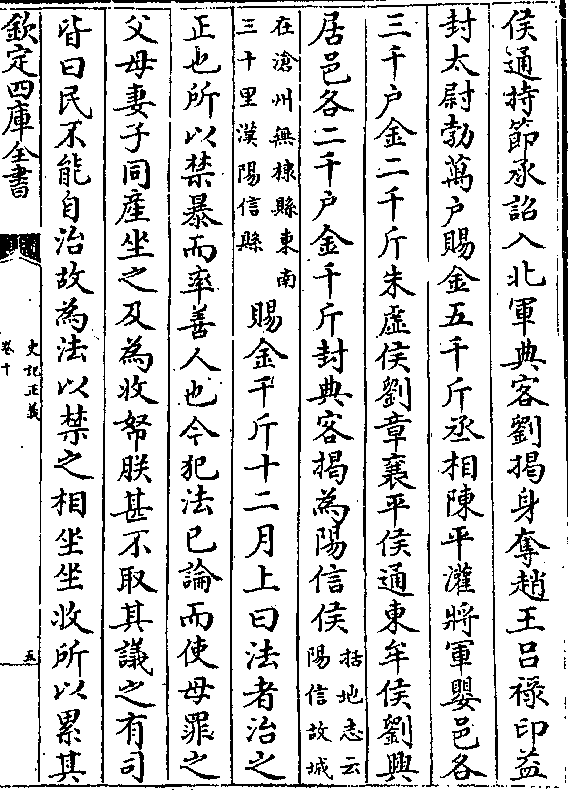 侯通持節承詔入北軍典客劉揭身奪趙王吕禄印益
封太尉勃萬户賜金五千斤丞相陳平灌將軍嬰邑各
三千户金二千斤朱虚侯劉章襄平侯通東牟侯劉興
居邑各二千户金千斤封典客揭為陽信侯括地志云陽信故城
在滄州無棣縣東南三十里漢陽信縣賜金千斤十二月上曰法者治之
正也所以禁暴而率善人也今犯法已論而使毋罪之
父母妻子同産坐之及為收帑朕甚不取其議之有司
皆曰民不能自治故為法以禁之相坐坐收所以累其
欽定四庫全書
史記正義
卷十
五